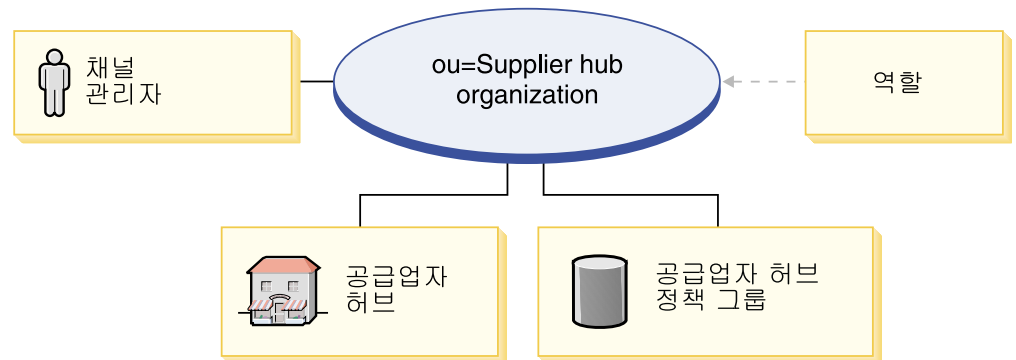 채널
관리자
ou=Supplier hub
organization
역할
공급업자
허브
공급업자 허브
정책 그룹